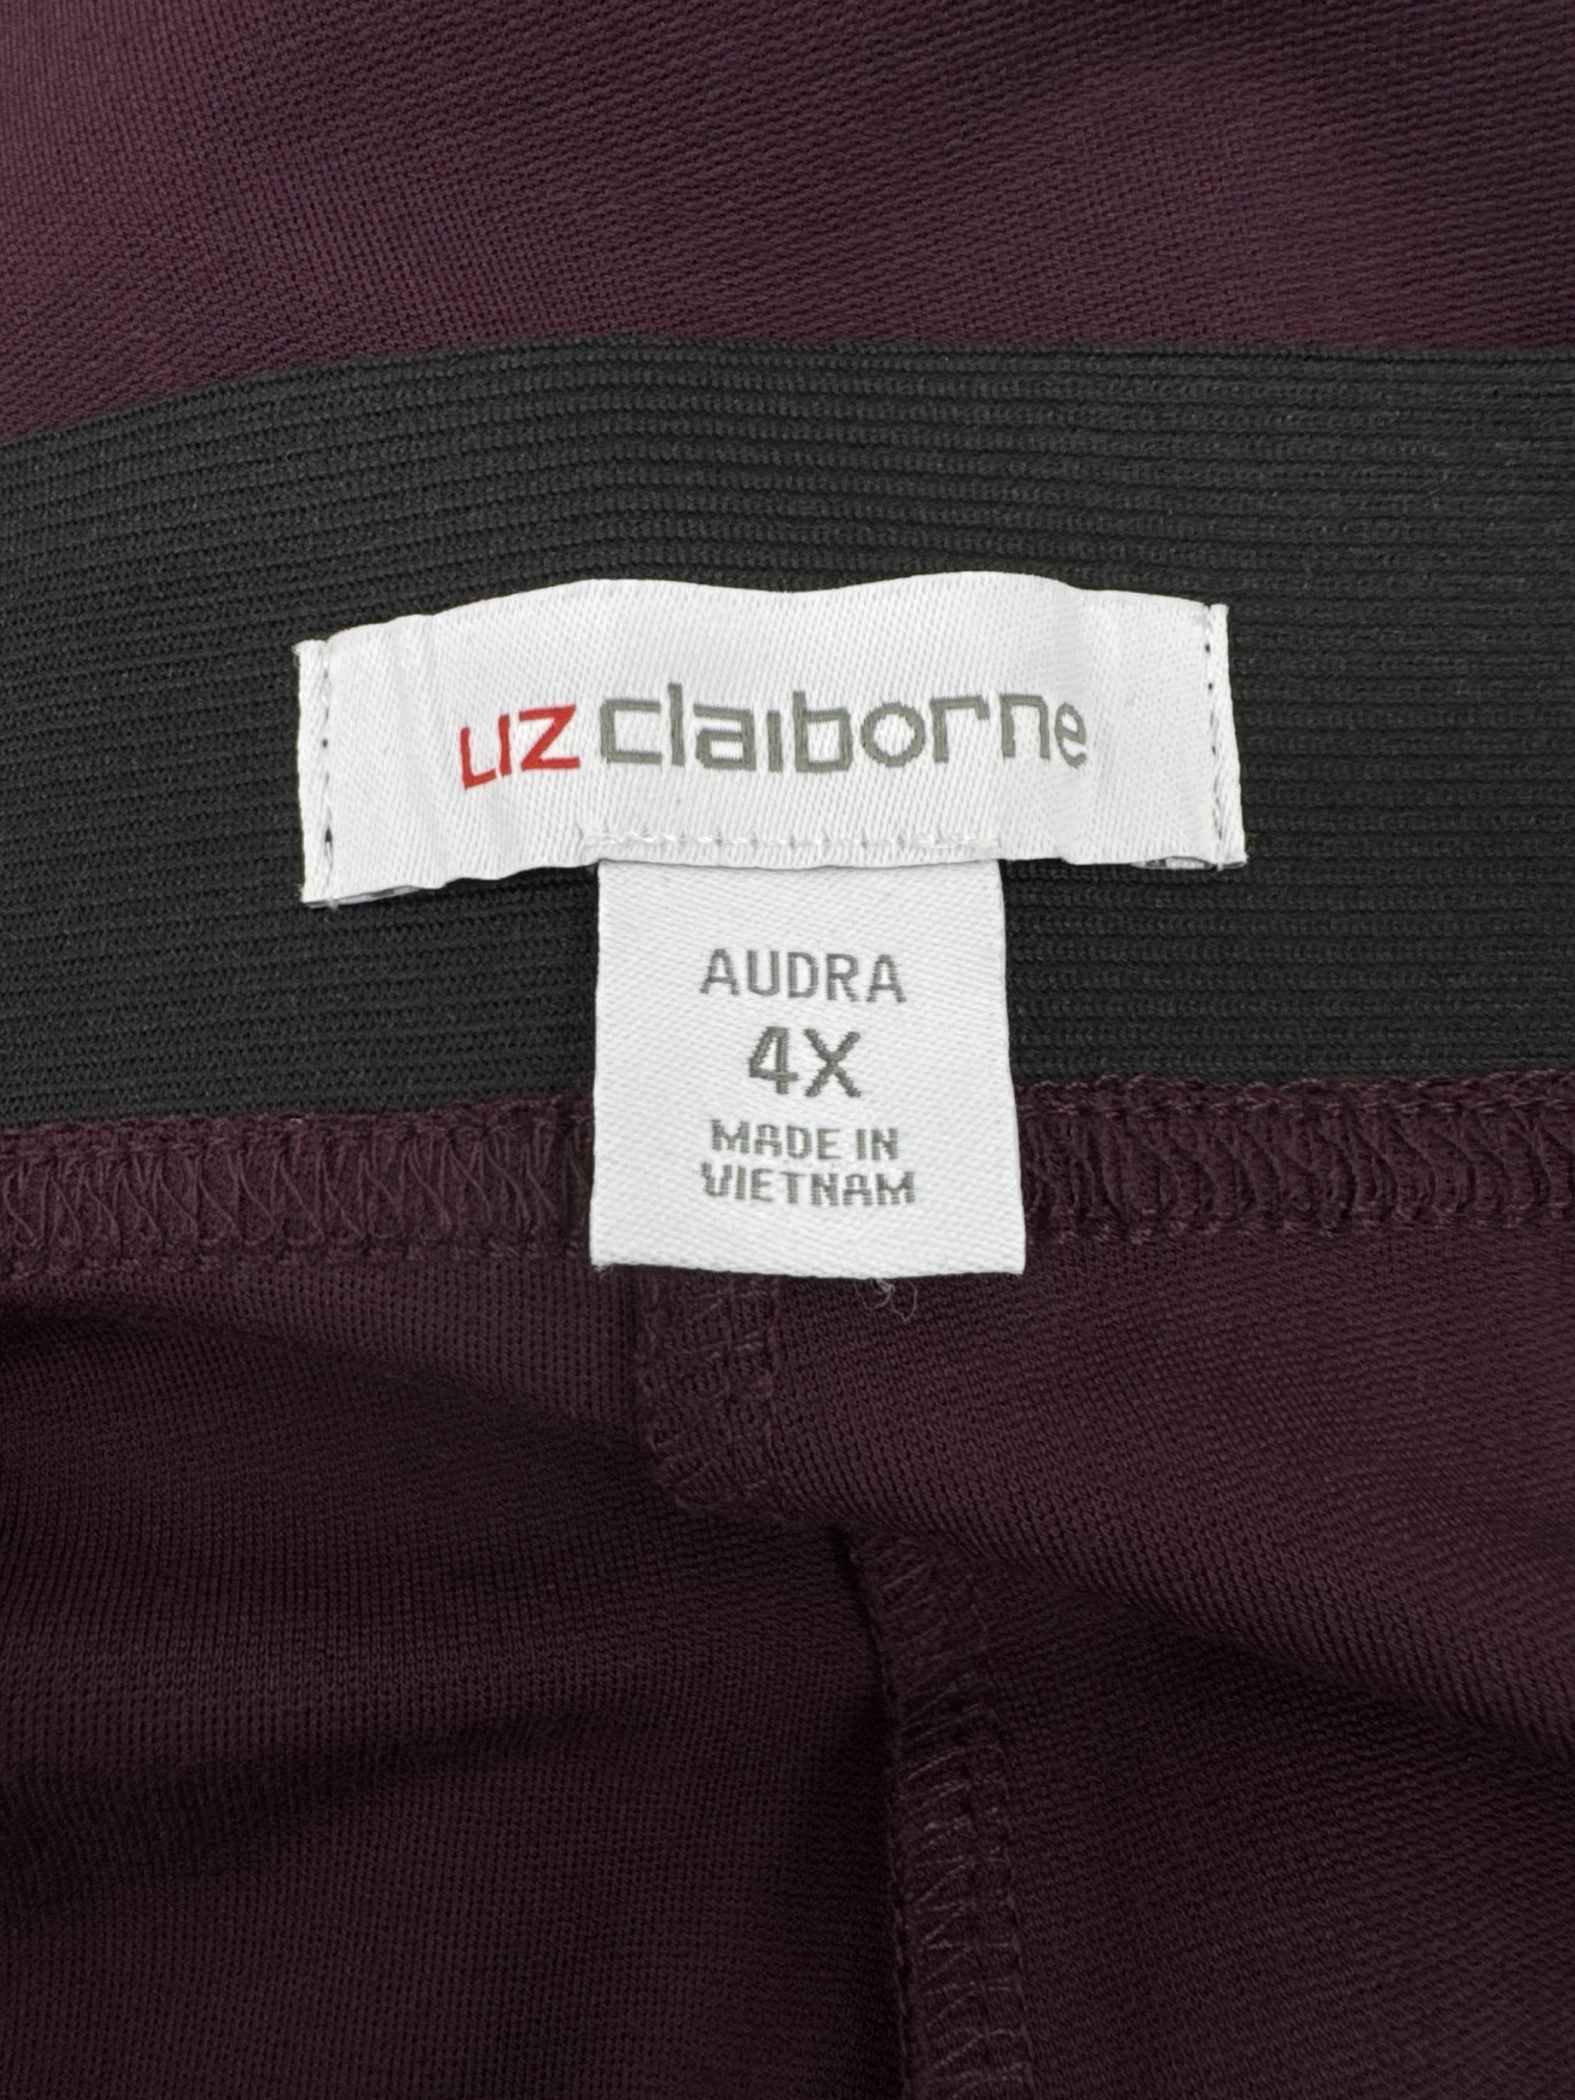 LIZ claiborne
AUDRA
4X
MADE IN
VIETNAM